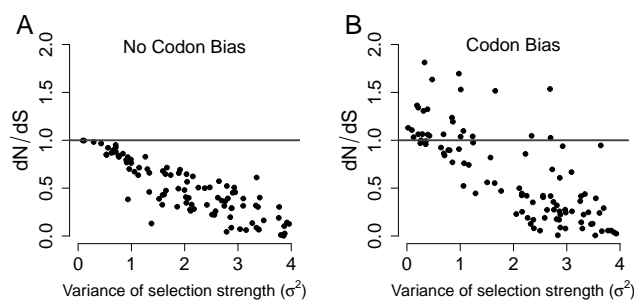 A
No Codon Bias
dN/dS
2.0
1.5
1.0
0.5
0.0
0 1 2 3 4
Variance of selection strength (σ²)
B
Codon Bias
dN/dS
2.0
1.5
1.0
0.5
0.0
0 1 2 3 4
Variance of selection strength (σ²)